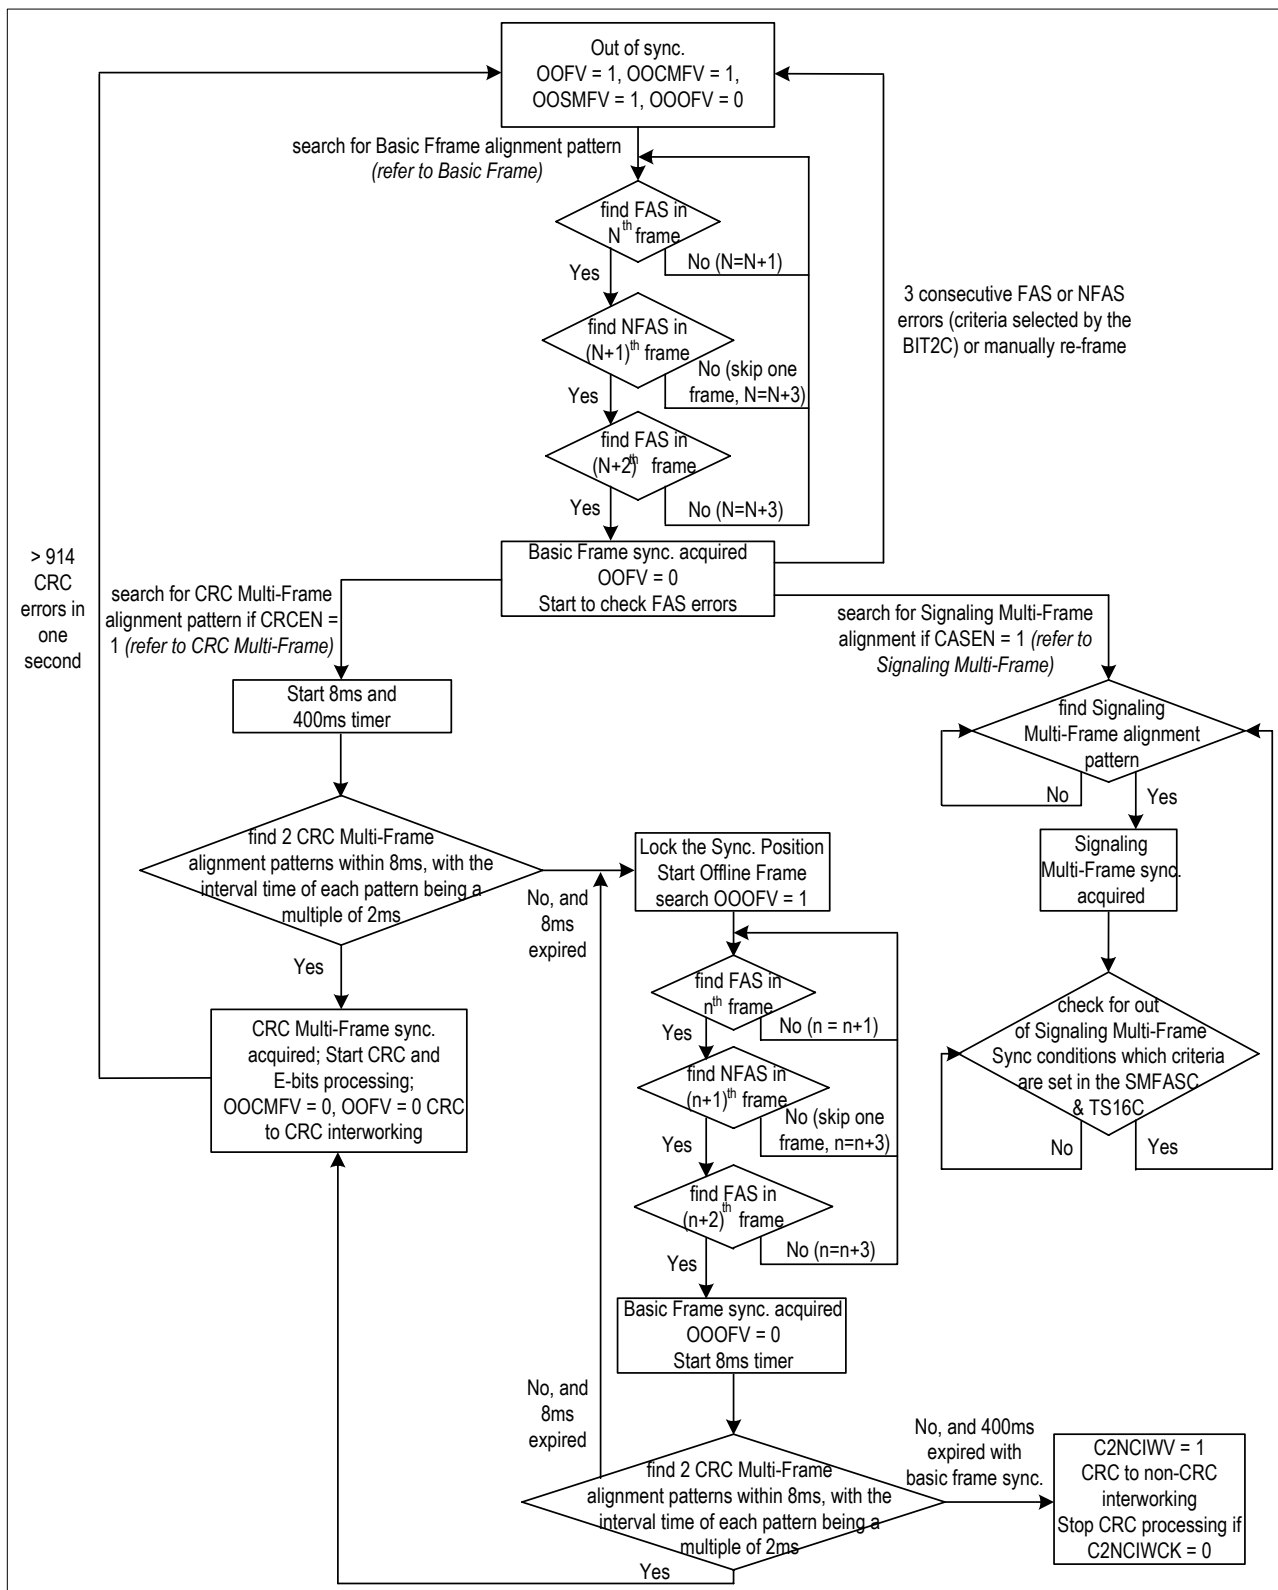 Out of sync.
OOFV = 1, OOCMFV = 1,
OOSMFV = 1, OOOFV = 0
search for Basic Fframe alignment pattern
(refer to Basic Frame)
find FAS in
Nth frame
No (N=N+1)
Yes
find NFAS in
(N+1)th frame
No (skip one
frame, N=N+3)
Yes
find FAS in
(N+2)th frame
No (N=N+3)
Yes
3 consecutive FAS or NFAS
errors (criteria selected by the
BIT2C) or manually re-frame
Basic Frame sync. acquired
OOFV = 0
Start to check FAS errors
> 914
CRC
errors in
one
second
search for CRC Multi-Frame
alignment pattern if CRCEN =
1 (refer to CRC Multi-Frame)
search for Signaling Multi-Frame
alignment if CASEN = 1 (refer to
Signaling Multi-Frame)
Start 8ms and
400ms timer
find Signaling
Multi-Frame alignment
pattern
No
Yes
Signaling
Multi-Frame sync.
acquired
check for out
of Signaling Multi-Frame
Sync conditions which criteria
are set in the SMFASC
& TS16C
No
Yes
find 2 CRC Multi-Frame
alignment patterns within 8ms, with the
interval time of each pattern being a
multiple of 2ms
No, and
8ms
expired
Yes
CRC Multi-Frame sync.
acquired; Start CRC and
E-bits processing;
OOCMFV = 0, OOFV = 0 CRC
to CRC interworking
Lock the Sync. Position
Start Offline Frame
search OOOFV = 1
find FAS in
nth frame
No (n = n+1)
Yes
find NFAS in
(n+1)th frame
No (skip one
frame, n=n+3)
Yes
find FAS in
(n+2)th frame
No (n=n+3)
Yes
Basic Frame sync. acquired
OOOFV = 0
Start 8ms timer
No, and
8ms
expired
find 2 CRC Multi-Frame
alignment patterns within 8ms, with the
interval time of each pattern being a
multiple of 2ms
Yes
No, and 400ms
expired with
basic frame sync.
C2NCIWV = 1
CRC to non-CRC
interworking
Stop CRC processing if
C2NCIWCK = 0